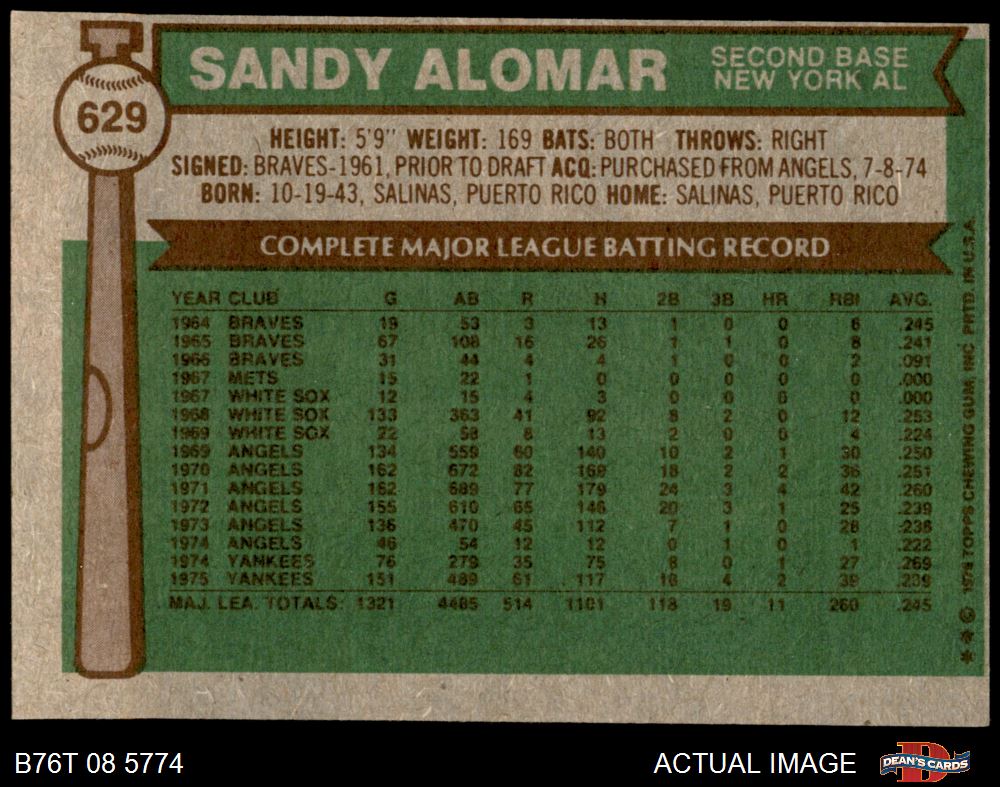 629
SANDY ALOMAR
SECOND BASE
NEW YORK AL
HEIGHT: 5'9" WEIGHT: 169 BATS: BOTH THROWS: RIGHT
SIGNED: BRAVES-1961, PRIOR TO DRAFT ACQ: PURCHASED FROM ANGELS, 7-8-74
BORN: 10-19-43, SALINAS, PUERTO RICO HOME: SALINAS, PUERTO RICO
COMPLETE MAJOR LEAGUE BATTING RECORD
YEAR CLUB G AB R H 2B 3B HR RBI AVG.
1964 BRAVES 19 53 3 13 1 0 0 6 .245
1965 BRAVES 67 108 16 26 1 1 0 8 .241
1966 BRAVES 31 44 4 4 1 0 0 2 .091
1967 METS 15 22 1 0 0 0 0 0 .000
1967 WHITE SOX 12 15 4 3 0 0 0 0 .000
1968 WHITE SOX 133 363 41 92 8 2 0 12 .253
1969 WHITE SOX 22 58 8 13 2 0 0 4 .224
1969 ANGELS 134 559 60 140 10 2 1 30 .250
1970 ANGELS 162 672 82 169 18 2 2 36 .251
1971 ANGELS 162 689 77 179 24 3 4 42 .260
1972 ANGELS 155 610 65 146 20 3 1 25 .239
1973 ANGELS 136 470 45 112 7 1 0 28 .238
1974 ANGELS 46 54 12 12 0 1 0 1 .222
1974 YANKEES 76 279 35 75 8 0 1 27 .269
1975 YANKEES 151 489 61 117 18 4 2 39 .239
MAJ. LEA. TOTALS: 1321 4485 514 1101 118 19 11 260 .245
** © 1976 TOPPS CHEWING GUM, INC. PRTD. IN U.S.A.
B76T 08 5774
ACTUAL IMAGE
DEAN'S CARDS